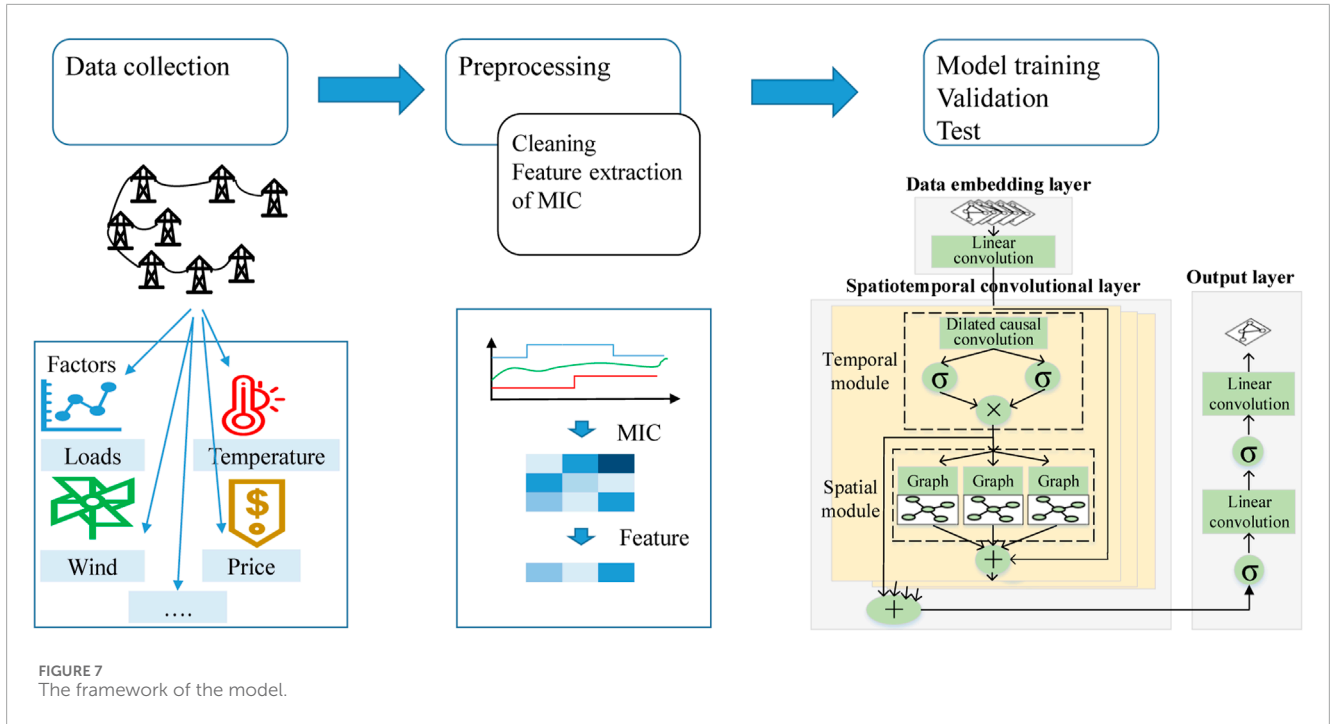 Data collection
Preprocessing
Cleaning
Feature extraction
of MIC
Model training
Validation
Test
Factors
Loads
Temperature
Wind
Price
....
MIC
Feature
Data embedding layer
Linear
convolution
Spatiotemporal convolutional layer
Temporal
module
Dilated causal
convolution
σ
σ
×
Spatial
module
Graph
Graph
Graph
+
+
Output layer
Linear
convolution
σ
Linear
convolution
σ
FIGURE 7
The framework of the model.